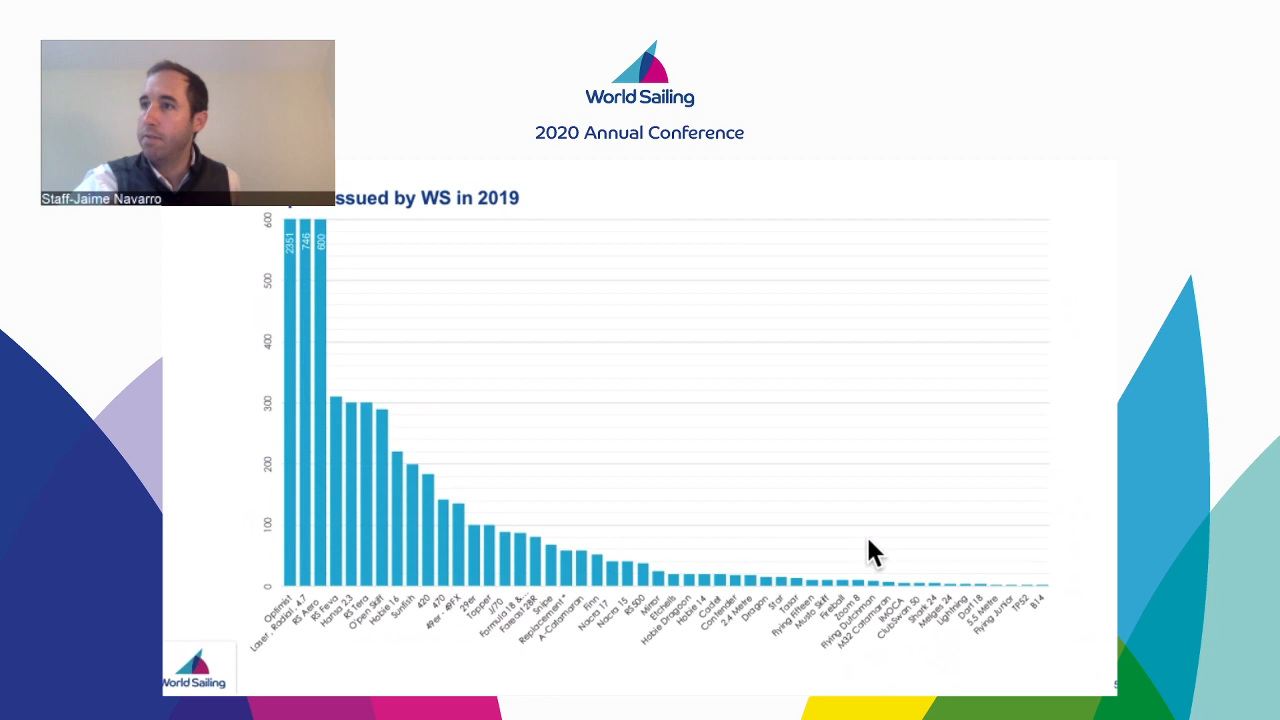 World Sailing
2020 Annual Conference
Staff-Jaime Navarro
ssued by WS in 2019
600
500
400
300
200
100
0
2351
746
600
Optimist
Laser, Radial, 4.7
RS Aero
RS Feva
Hansa 2.3
RS Tera
O'pen Skiff
Hobie 16
Sunfish
420
470
49er - 49FX
29er
Topper
J/70
Formula 18 &...
Fareast28R
Snipe
Replacement*
A-Catamaran
Finn
Nacra 17
Nacra 15
RS500
Mirror
Etchells
Hobie Dragoon
Hobie 14
Cadet
Contender
2.4 Metre
Dragon
Star
Tasar
Flying Fifteen
Musto Skiff
Fireball
Zoom 8
Flying Dutchman
M32 Catamaran
IMOCA
ClubSwan 50
Shark 24
Melges 24
Lightning
Dart 18
5.5 Metre
Flying Junior
TP52
B14
World Sailing